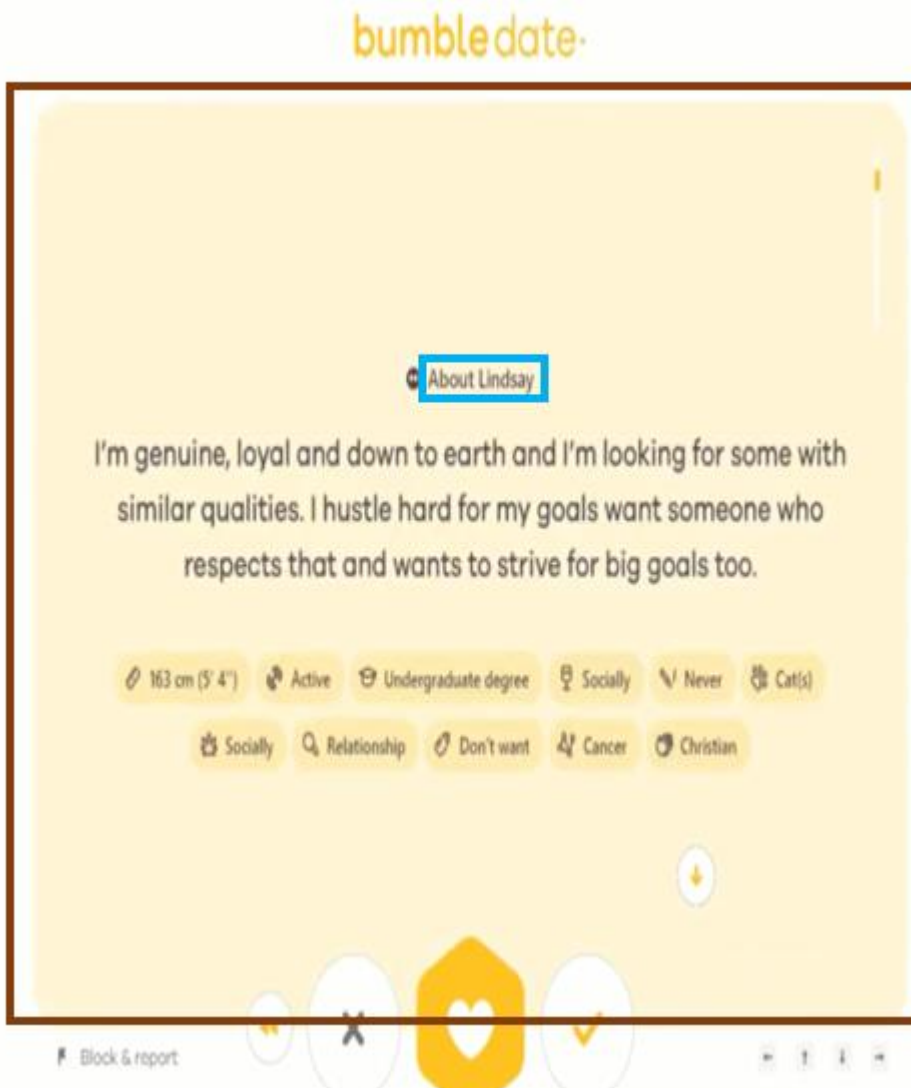 bumble date
About Lindsay
I'm genuine, loyal and down to earth and I'm looking for some with
similar qualities. I hustle hard for my goals want someone who
respects that and wants to strive for big goals too.
163 cm (5' 4") Active Undergraduate degree Socially Never Cat(s)
Socially Relationship Don't want Cancer Christian
Block & report